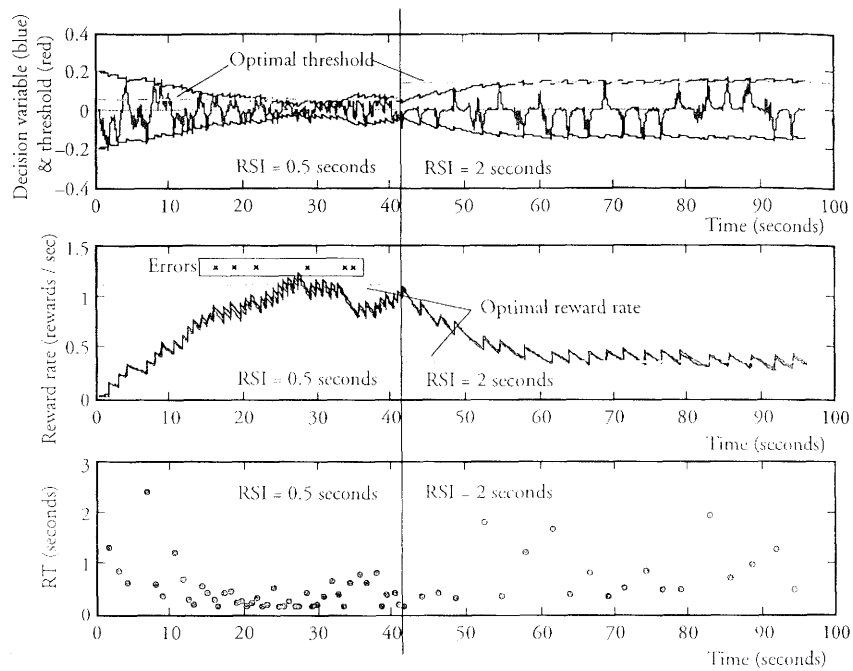 Decision variable (blue)
& threshold (red)
0.4
0.2
0
−0.2
−0.4
Optimal threshold
RSI = 0.5 seconds
RSI = 2 seconds
0 10 20 30 40 50 60 70 80 90 100
Time (seconds)
Reward rate (rewards / sec)
1.5
1
0.5
0
Errors
Optimal reward rate
RSI = 0.5 seconds
RSI = 2 seconds
0 10 20 30 40 50 60 70 80 90 100
Time (seconds)
RT (seconds)
3
2
1
0
RSI = 0.5 seconds
RSI = 2 seconds
0 10 20 30 40 50 60 70 80 90 100
Time (seconds)